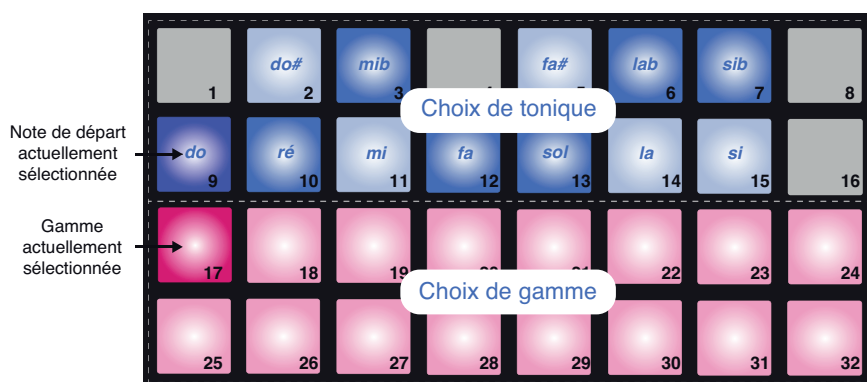 do# mib fa# lab sib
1 2 3 5 6 7 8
Choix de tonique
Note de départ
actuellement
sélectionnée
do ré mi fa sol la si
9 10 11 12 13 14 15 16
Gamme
actuellement
sélectionnée
17 18 19 22 23 24
Choix de gamme
25 26 27 28 29 30 31 32